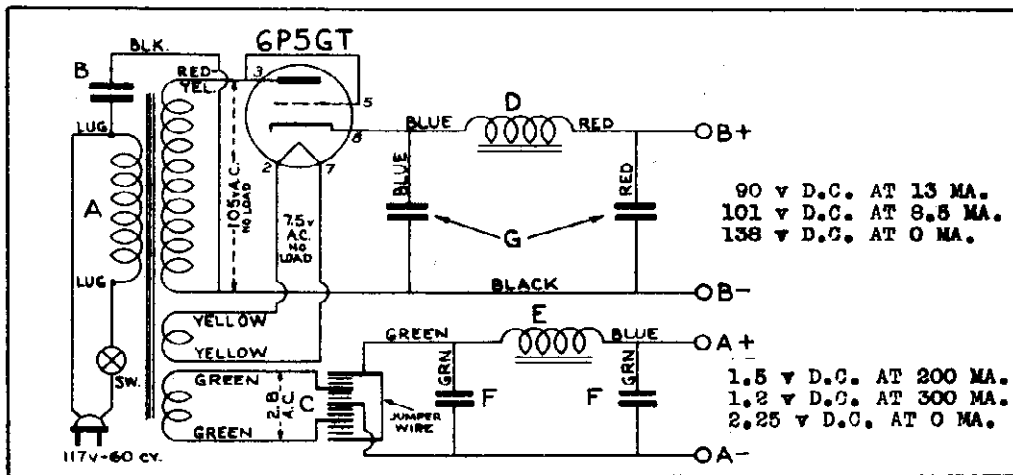 6P5GT
BLK.
B
RED-
YEL.
3
5
8
2
7
LUG
A
LUG
SW.
117V-60 CY.
105V A.C.
NO LOAD
7.5V
A.C.
NO
LOAD
BLUE
D
RED
BLUE
RED
G
B+
90 V D.C. AT 13 MA.
101 V D.C. AT 8.5 MA.
138 V D.C. AT 0 MA.
BLACK
B-
YELLOW
YELLOW
GREEN
GREEN
2.8
A.C.
C
JUMPER
WIRE
GREEN
E
BLUE
GRN
F
F
GRN
A+
1.5 V D.C. AT 200 MA.
1.2 V D.C. AT 300 MA.
2.25 V D.C. AT 0 MA.
A-